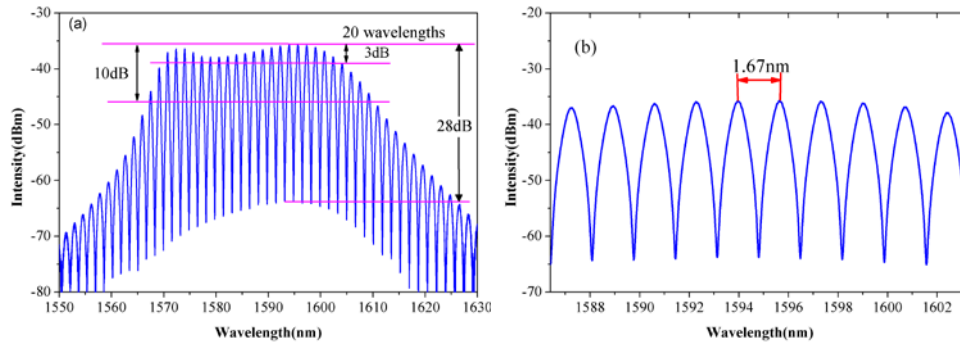 (a)
20 wavelengths
3dB
10dB
28dB
Intensity(dBm)
-30
-40
-50
-60
-70
-80
1550
1560
1570
1580
1590
1600
1610
1620
1630
Wavelength(nm)
(b)
1.67nm
Intensity(dBm)
-20
-30
-40
-50
-60
-70
1588
1590
1592
1594
1596
1598
1600
1602
Wavelength(nm)